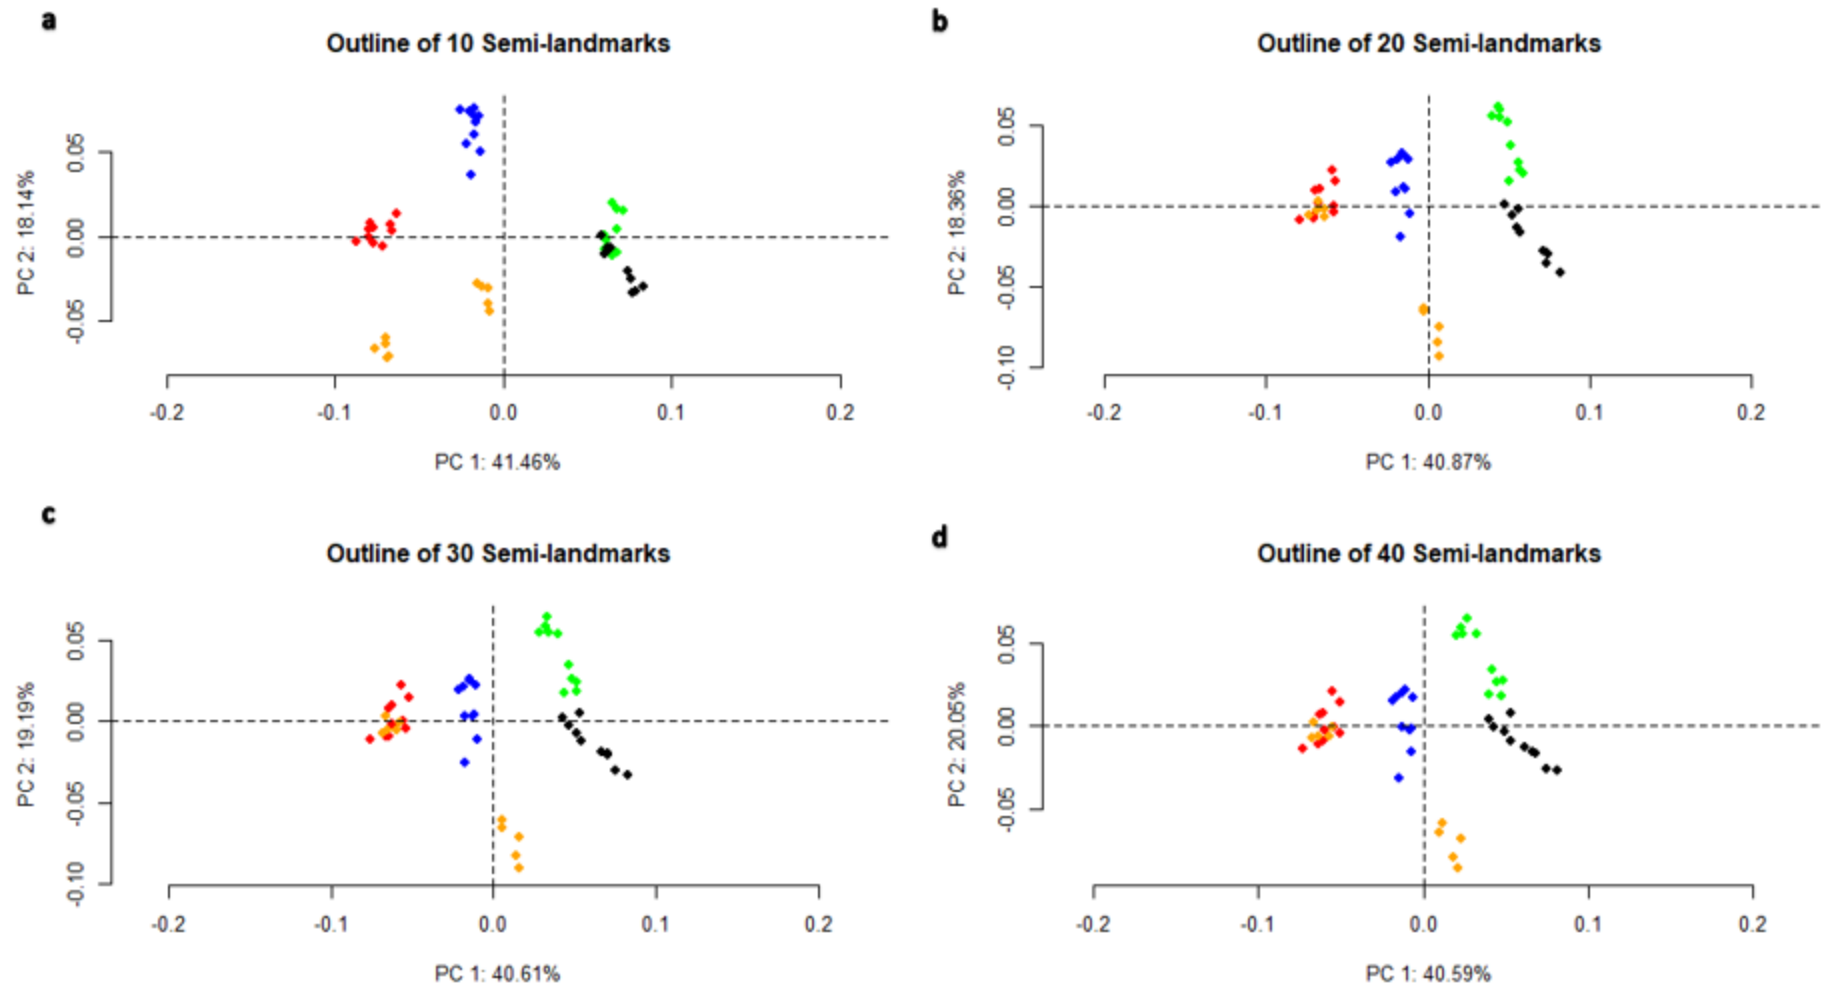 a
Outline of 10 Semi-landmarks
PC 2: 18.14%
0.05
0.00
-0.05
-0.2 -0.1 0.0 0.1 0.2
PC 1: 41.46%
b
Outline of 20 Semi-landmarks
PC 2: 18.36%
0.05
0.00
-0.05
-0.10
-0.2 -0.1 0.0 0.1 0.2
PC 1: 40.87%
c
Outline of 30 Semi-landmarks
PC 2: 19.19%
0.05
0.00
-0.05
-0.10
-0.2 -0.1 0.0 0.1 0.2
PC 1: 40.61%
d
Outline of 40 Semi-landmarks
PC 2: 20.05%
0.05
0.00
-0.05
-0.2 -0.1 0.0 0.1 0.2
PC 1: 40.59%